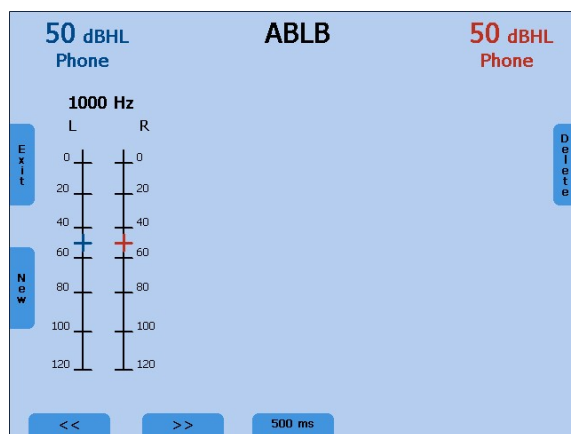 50 dBHL
Phone
ABLB
50 dBHL
Phone
1000 Hz
L R
0 0
20 20
40 40
60 60
80 80
100 100
120 120
Exit
New
Delete
<< >> 500 ms